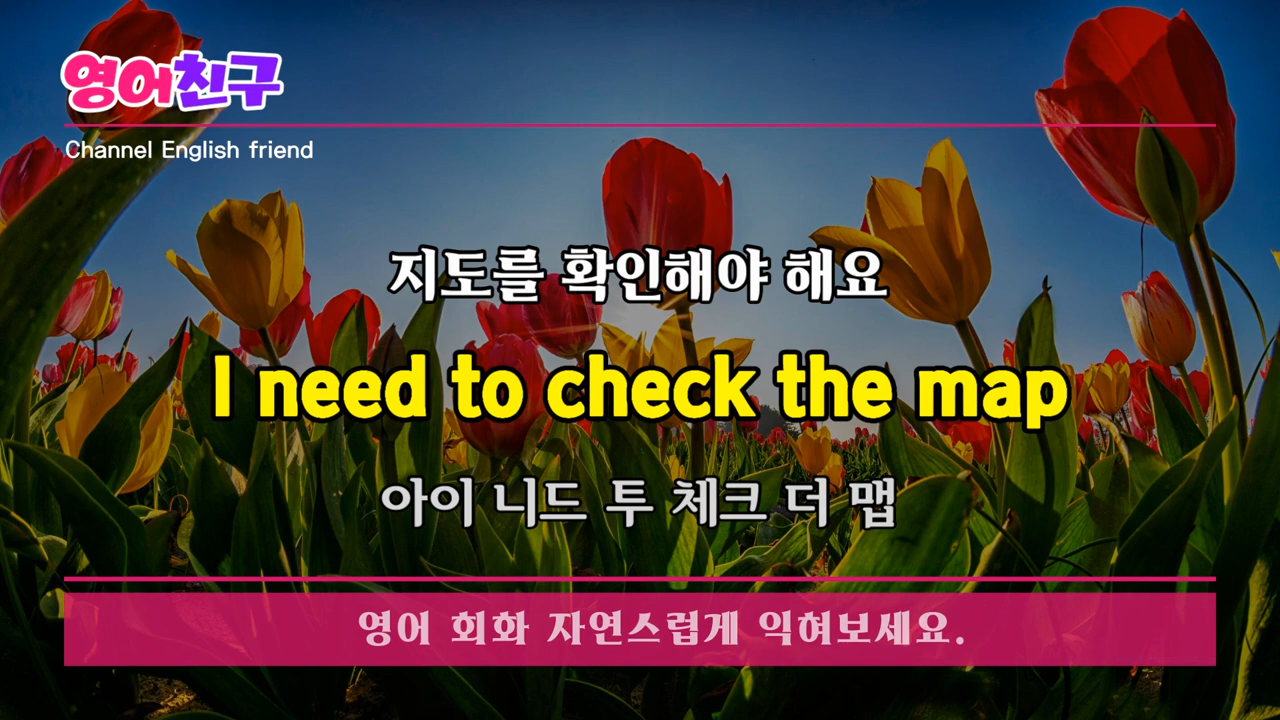 영어친구
Channel English friend
지도를 확인해야 해요
I need to check the map
아이 니드 투 체크 더 맵
영어 회화 자연스럽게 익혀보세요.